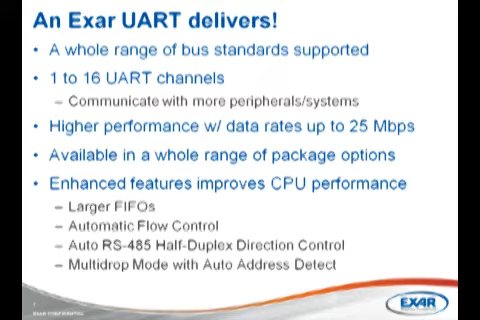 An Exar UART delivers!
• A whole range of bus standards supported
• 1 to 16 UART channels
– Communicate with more peripherals/systems
• Higher performance w/ data rates up to 25 Mbps
• Available in a whole range of package options
• Enhanced features improves CPU performance
– Larger FIFOs
– Automatic Flow Control
– Auto RS-485 Half-Duplex Direction Control
– Multidrop Mode with Auto Address Detect
EXAR CONFIDENTIAL
EXAR